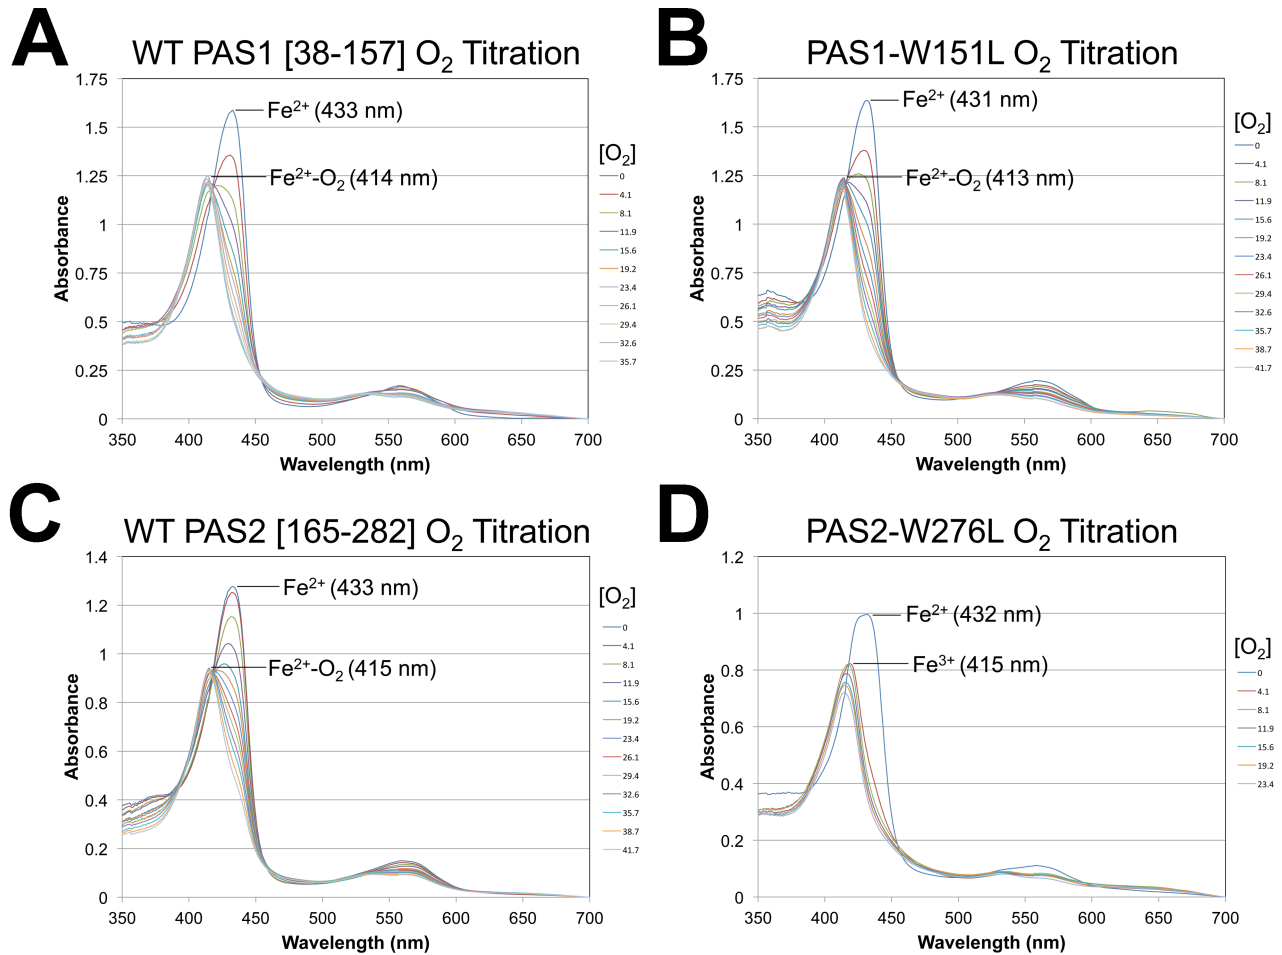 A
WT PAS1 [38-157] O2 Titration
1.75
1.5
1.25
1
0.75
0.5
0.25
0
Absorbance
350 400 450 500 550 600 650 700
Wavelength (nm)
Fe2+ (433 nm)
Fe2+-O2 (414 nm)
[O2]
0
4.1
8.1
11.9
15.6
19.2
23.4
26.1
29.4
32.6
35.7
B
PAS1-W151L O2 Titration
1.75
1.5
1.25
1
0.75
0.5
0.25
0
Absorbance
350 400 450 500 550 600 650 700
Wavelength (nm)
Fe2+ (431 nm)
Fe2+-O2 (413 nm)
[O2]
0
4.1
8.1
11.9
15.6
19.2
23.4
26.1
29.4
32.6
35.7
38.7
41.7
C
WT PAS2 [165-282] O2 Titration
1.4
1.2
1
0.8
0.6
0.4
0.2
0
Absorbance
350 400 450 500 550 600 650 700
Wavelength (nm)
Fe2+ (433 nm)
Fe2+-O2 (415 nm)
[O2]
0
4.1
8.1
11.9
15.6
19.2
23.4
26.1
29.4
32.6
35.7
38.7
41.7
D
PAS2-W276L O2 Titration
1.2
1
0.8
0.6
0.4
0.2
0
Absorbance
350 400 450 500 550 600 650 700
Wavelength (nm)
Fe2+ (432 nm)
Fe3+ (415 nm)
[O2]
0
4.1
8.1
11.9
15.6
19.2
23.4